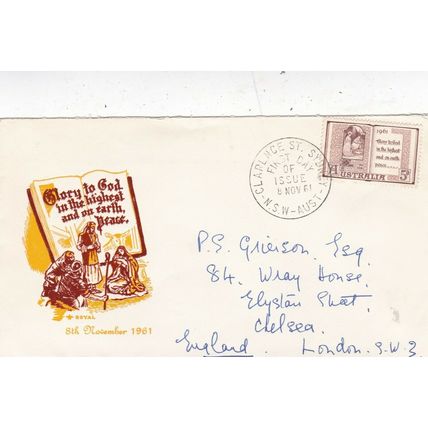 Glory to God
in the highest
and on earth,
Peace.
ROYAL
8th November 1961
CLARENCE ST. SYDNEY
FIRST DAY
OF
ISSUE
8 NOV 61
N.S.W-AUST
1961
Glory to God
in the highest
and on earth
peace
5D
AUSTRALIA
P.S. Grierson, Esq.
84, Wray House,
Elystan Street,
Chelsea,
England. London. S.W.3